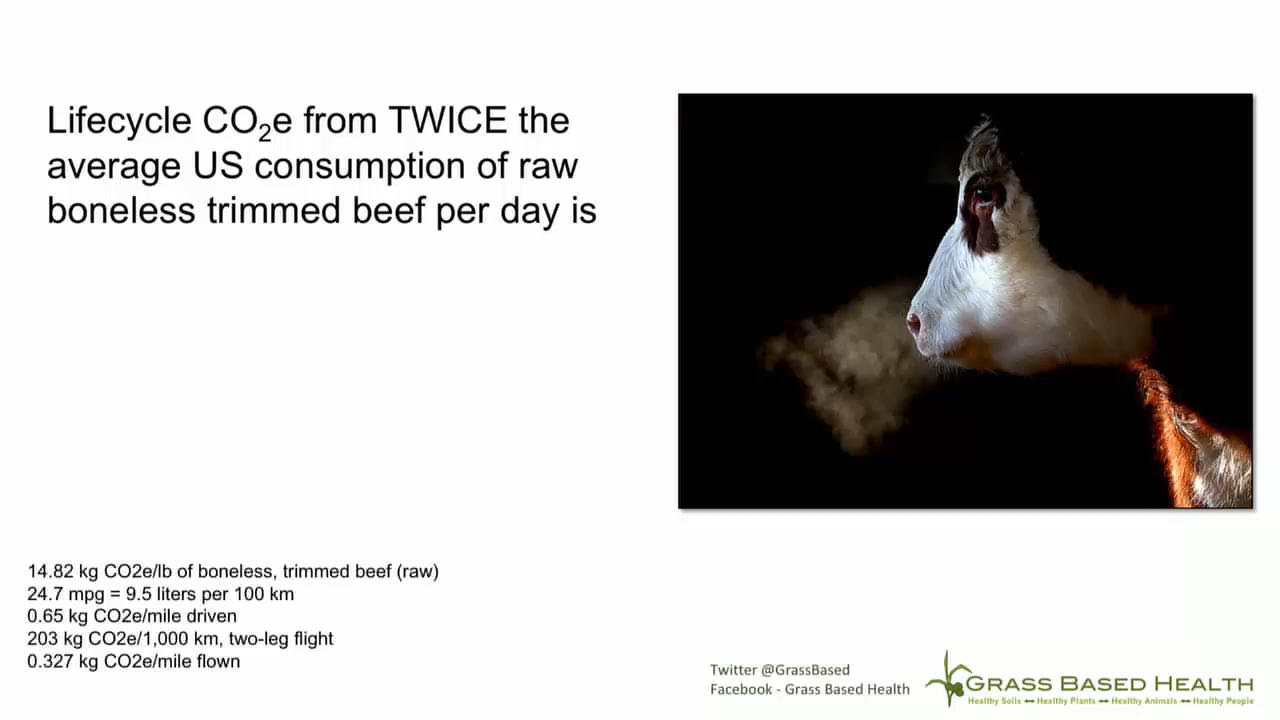 Lifecycle CO₂e from TWICE the
average US consumption of raw
boneless trimmed beef per day is
14.82 kg CO2e/lb of boneless, trimmed beef (raw)
24.7 mpg = 9.5 liters per 100 km
0.65 kg CO2e/mile driven
203 kg CO2e/1,000 km, two-leg flight
0.327 kg CO2e/mile flown
Twitter @GrassBased
Facebook - Grass Based Health
GRASS BASED HEALTH
Healthy Soils ↔ Healthy Plants ↔ Healthy Animals ↔ Healthy People